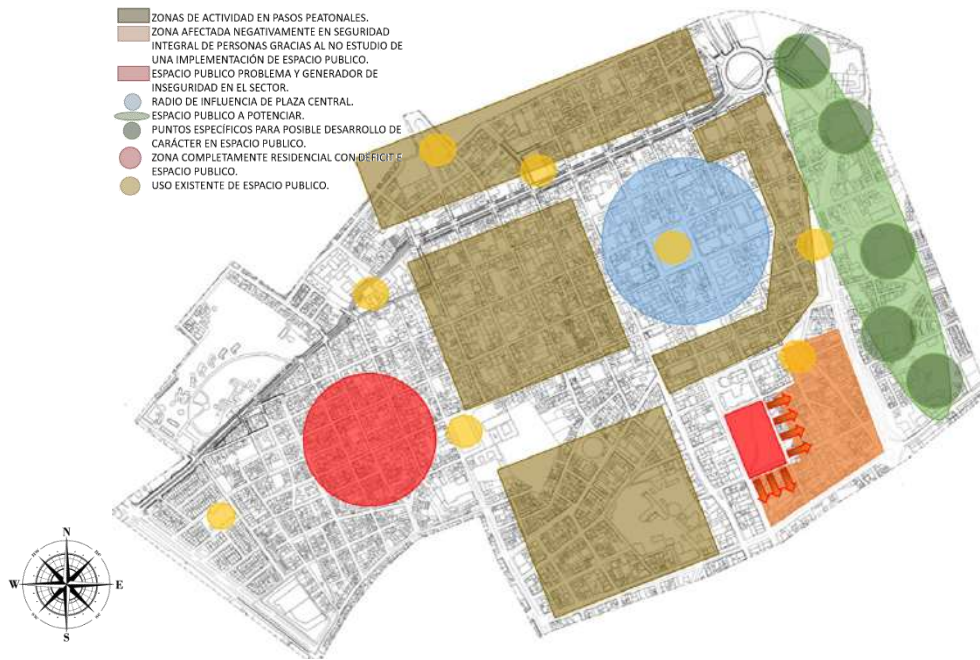 ZONAS DE ACTIVIDAD EN PASOS PEATONALES.
ZONA AFECTADA NEGATIVAMENTE EN SEGURIDAD
INTEGRAL DE PERSONAS GRACIAS AL NO ESTUDIO DE
UNA IMPLEMENTACIÓN DE ESPACIO PUBLICO.
ESPACIO PUBLICO PROBLEMA Y GENERADOR DE
INSEGURIDAD EN EL SECTOR.
RADIO DE INFLUENCIA DE PLAZA CENTRAL.
ESPACIO PUBLICO A POTENCIAR.
PUNTOS ESPECÍFICOS PARA POSIBLE DESARROLLO DE
CARÁCTER EN ESPACIO PUBLICO.
ZONA COMPLETAMENTE RESIDENCIAL CON DÉFICIT E
ESPACIO PUBLICO.
USO EXISTENTE DE ESPACIO PUBLICO.
N
W E
S